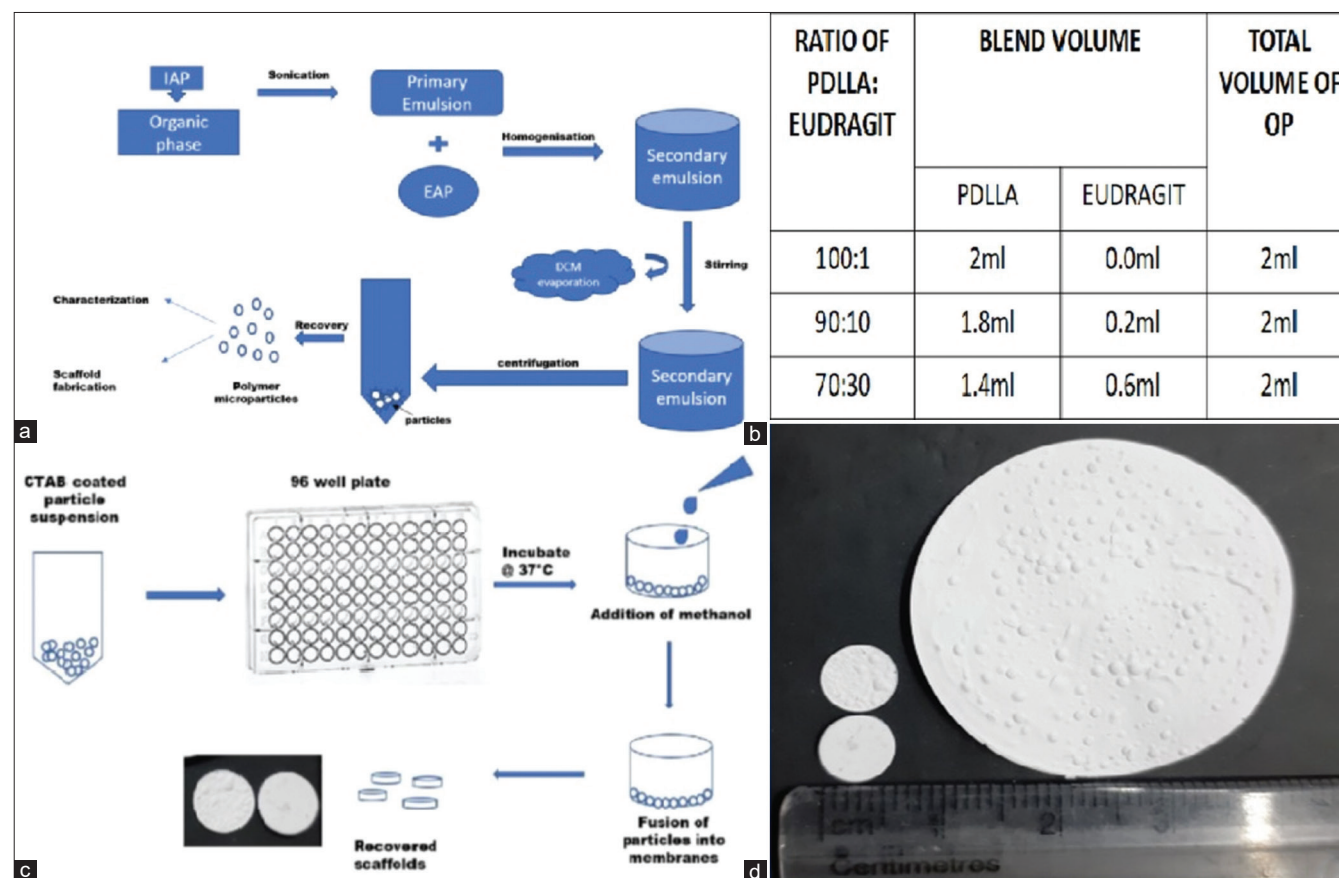 IAP
Organic
phase
Sonication
Primary
Emulsion
EAP
Homogenisation
Secondary
emulsion
DCM
evaporation
Stirring
Secondary
emulsion
centrifugation
particles
Recovery
Polymer
microparticles
Characterization
Scaffold
fabrication
a
RATIO OF
PDLLA:
EUDRAGIT
BLEND VOLUME
TOTAL
VOLUME OF
OP
PDLLA
EUDRAGIT
100:1 2ml 0.0ml 2ml
90:10 1.8ml 0.2ml 2ml
70:30 1.4ml 0.6ml 2ml
b
CTAB coated
particle
suspension
96 well plate
Incubate
@ 37°C
Addition of methanol
Fusion of
particles into
membranes
Recovered
scaffolds
c
cm 1 2 3
Centimetres
d